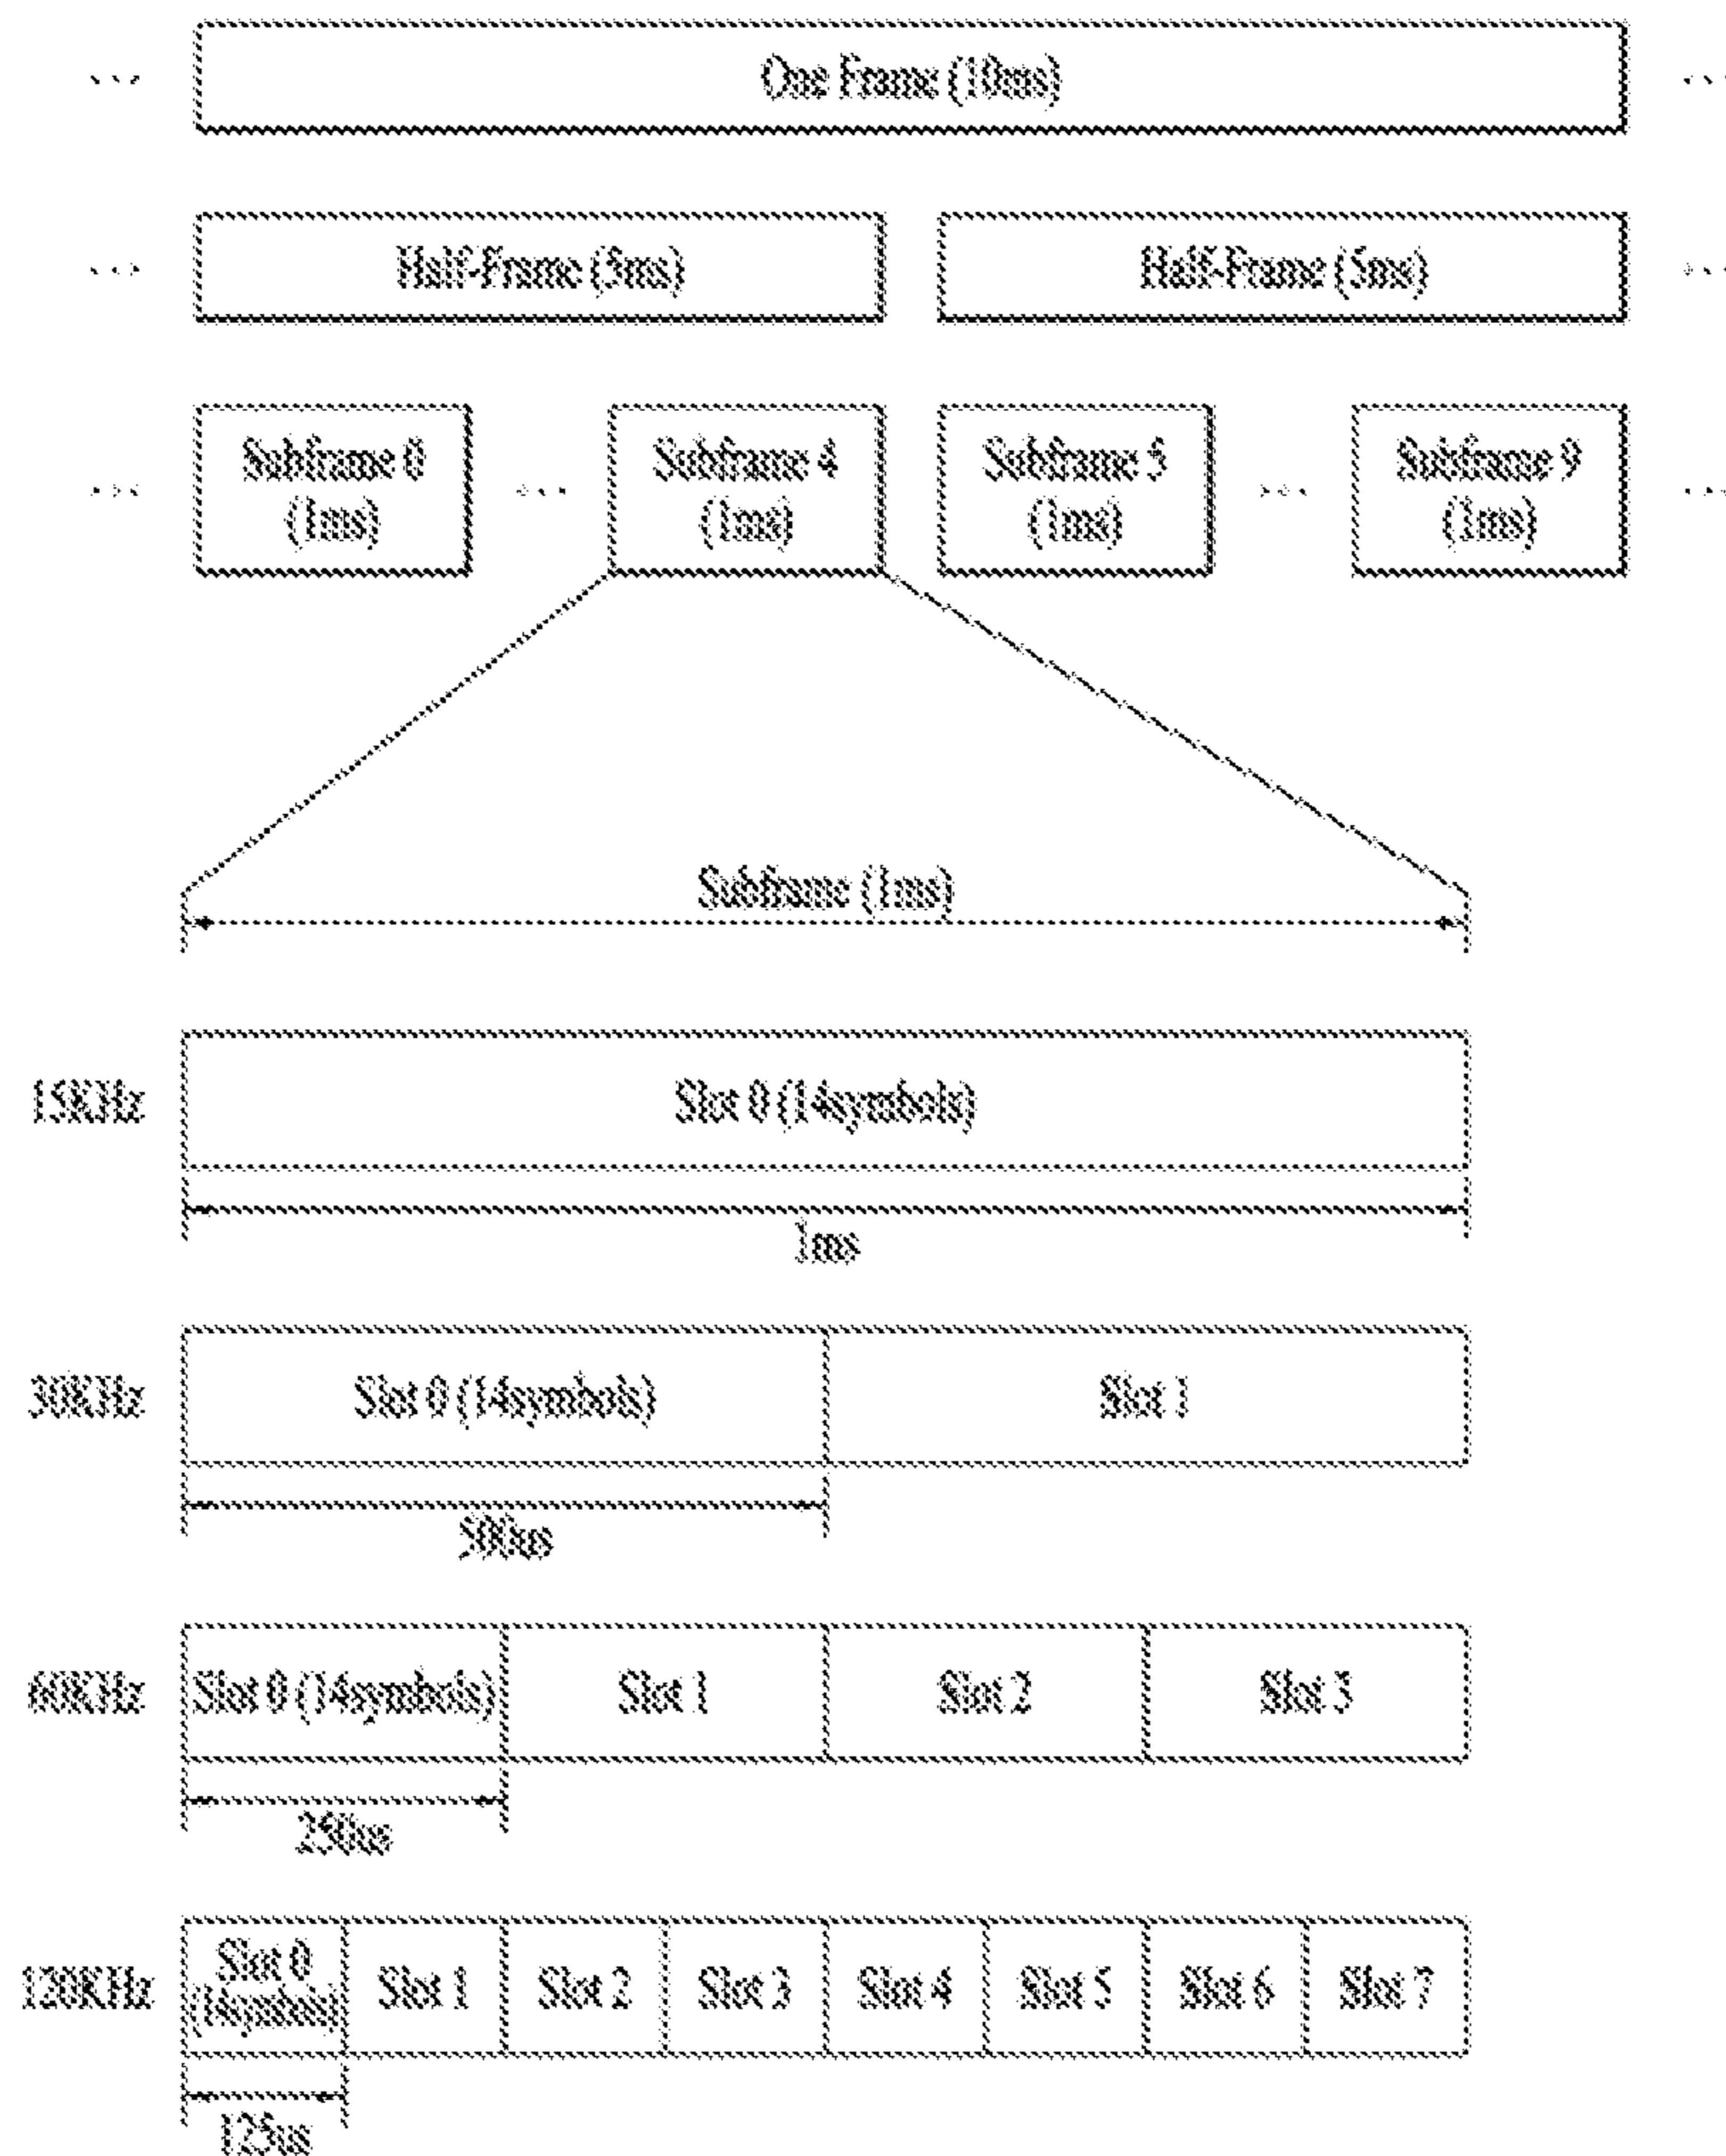 One Frame (10ms)
Half-Frame (5ms)
Half-Frame (5ms)
Subframe 0
(1ms)
Subframe 4
(1ms)
Subframe 5
(1ms)
Subframe 9
(1ms)
Subframe (1ms)
15KHz
Slot 0 (14symbols)
1ms
30KHz
Slot 0 (14symbols)
Slot 1
500us
60KHz
Slot 0 (14symbols)
Slot 1
Slot 2
Slot 3
250us
120KHz
Slot 0
(14symbols)
Slot 1
Slot 2
Slot 3
Slot 4
Slot 5
Slot 6
Slot 7
125us